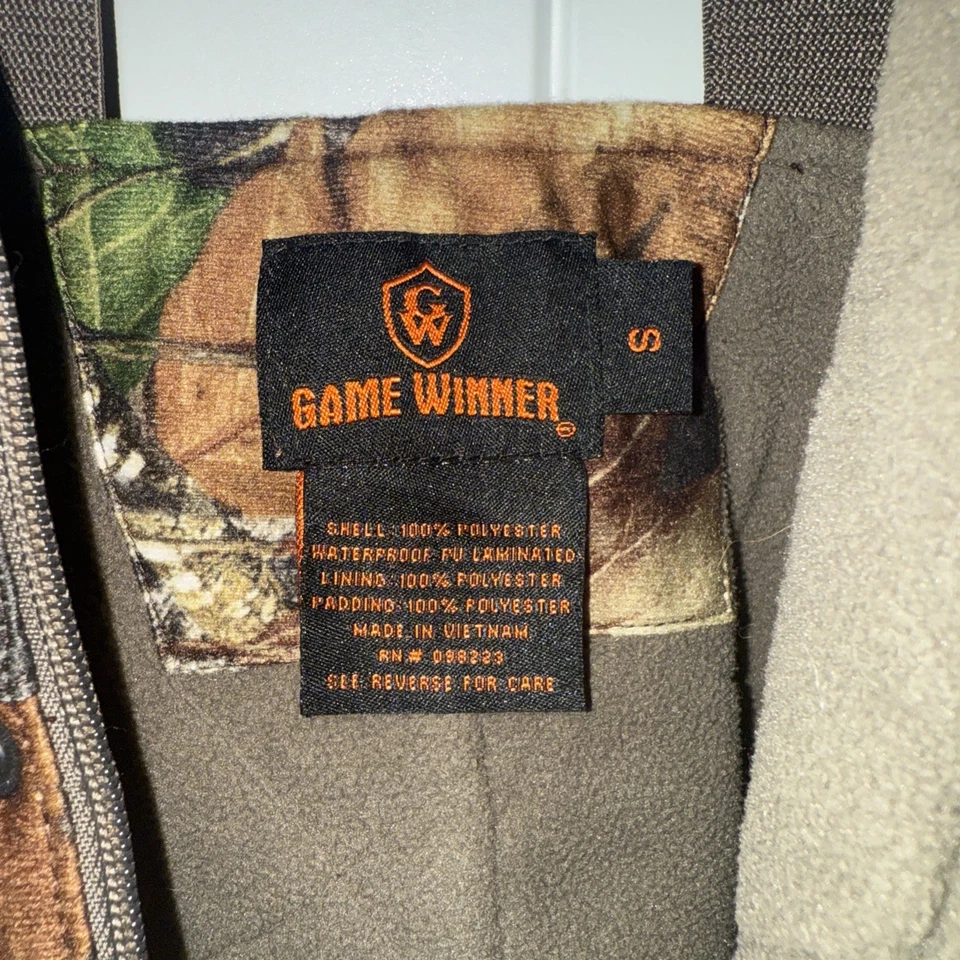 GW
GAME WINNER®
S
SHELL: 100% POLYESTER
WATERPROOF PU LAMINATED
LINING: 100% POLYESTER
PADDING: 100% POLYESTER
MADE IN VIETNAM
RN# 098223
SEE REVERSE FOR CARE